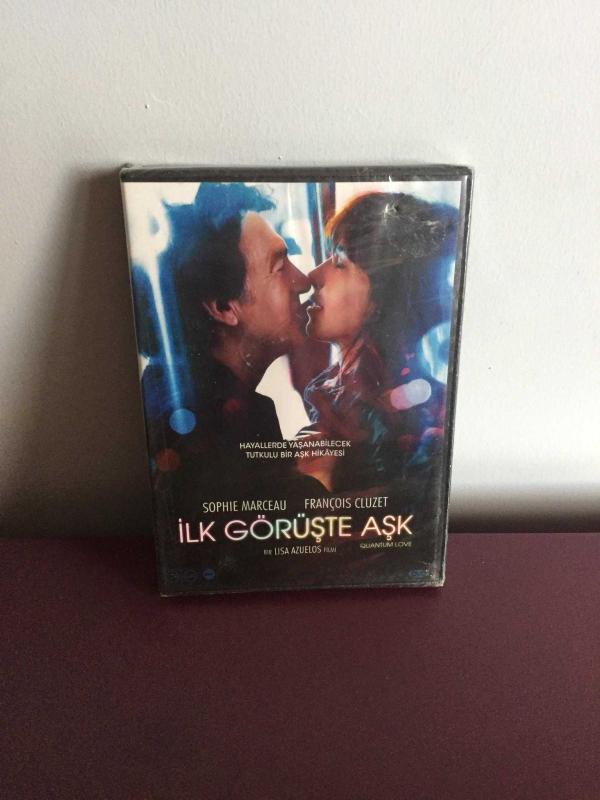 HAYALLERDE YAŞANABİLECEK
TUTKULU BİR AŞK HİKÂYESİ
SOPHIE MARCEAU FRANÇOIS CLUZET
İLK GÖRÜŞTE AŞK
QUANTUM LOVE
BİR LISA AZUELOS FİLMİ